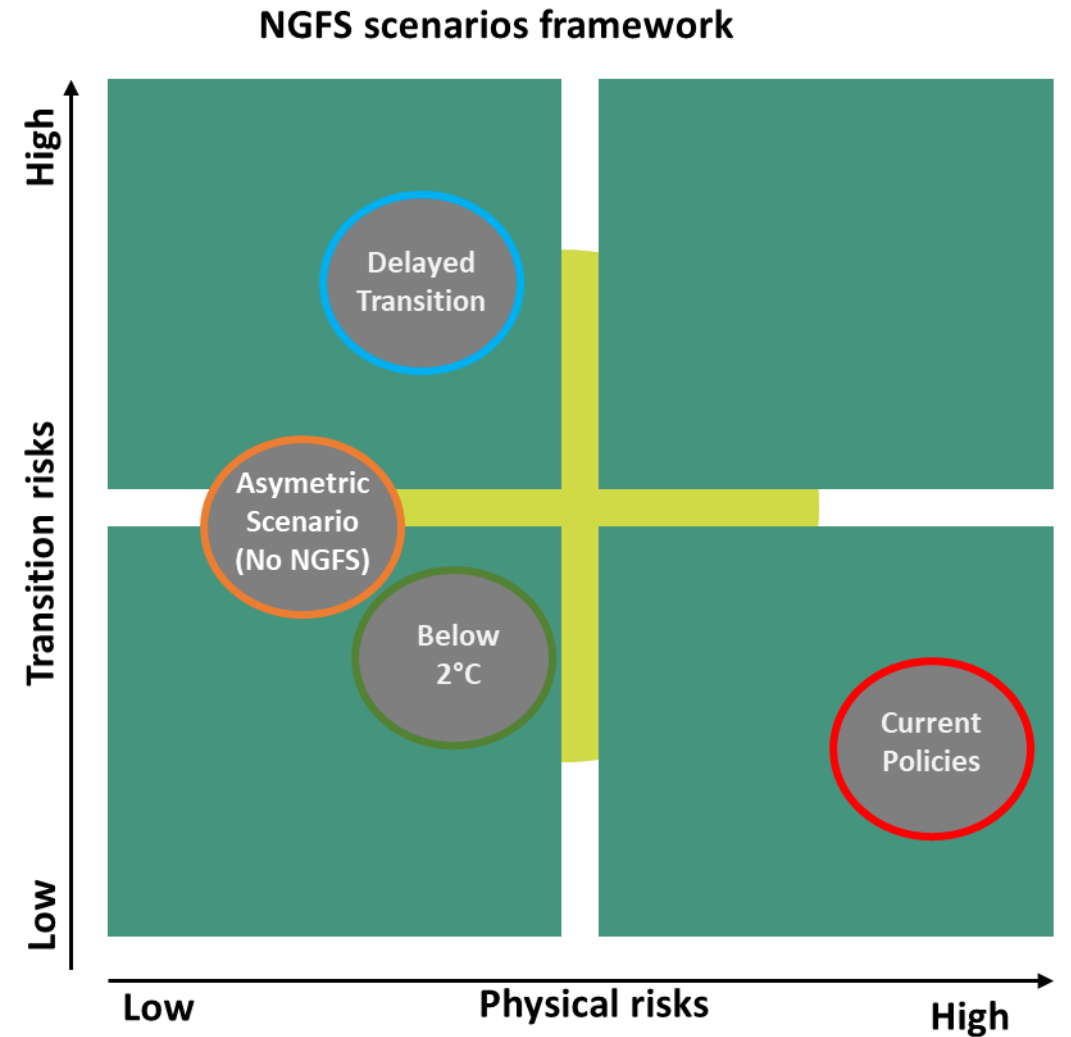 NGFS scenarios framework
High
Delayed
Transition
Transition risks
Asymetric
Scenario
(No NGFS)
Below
2°C
Current
Policies
Low
Low
Physical risks
High